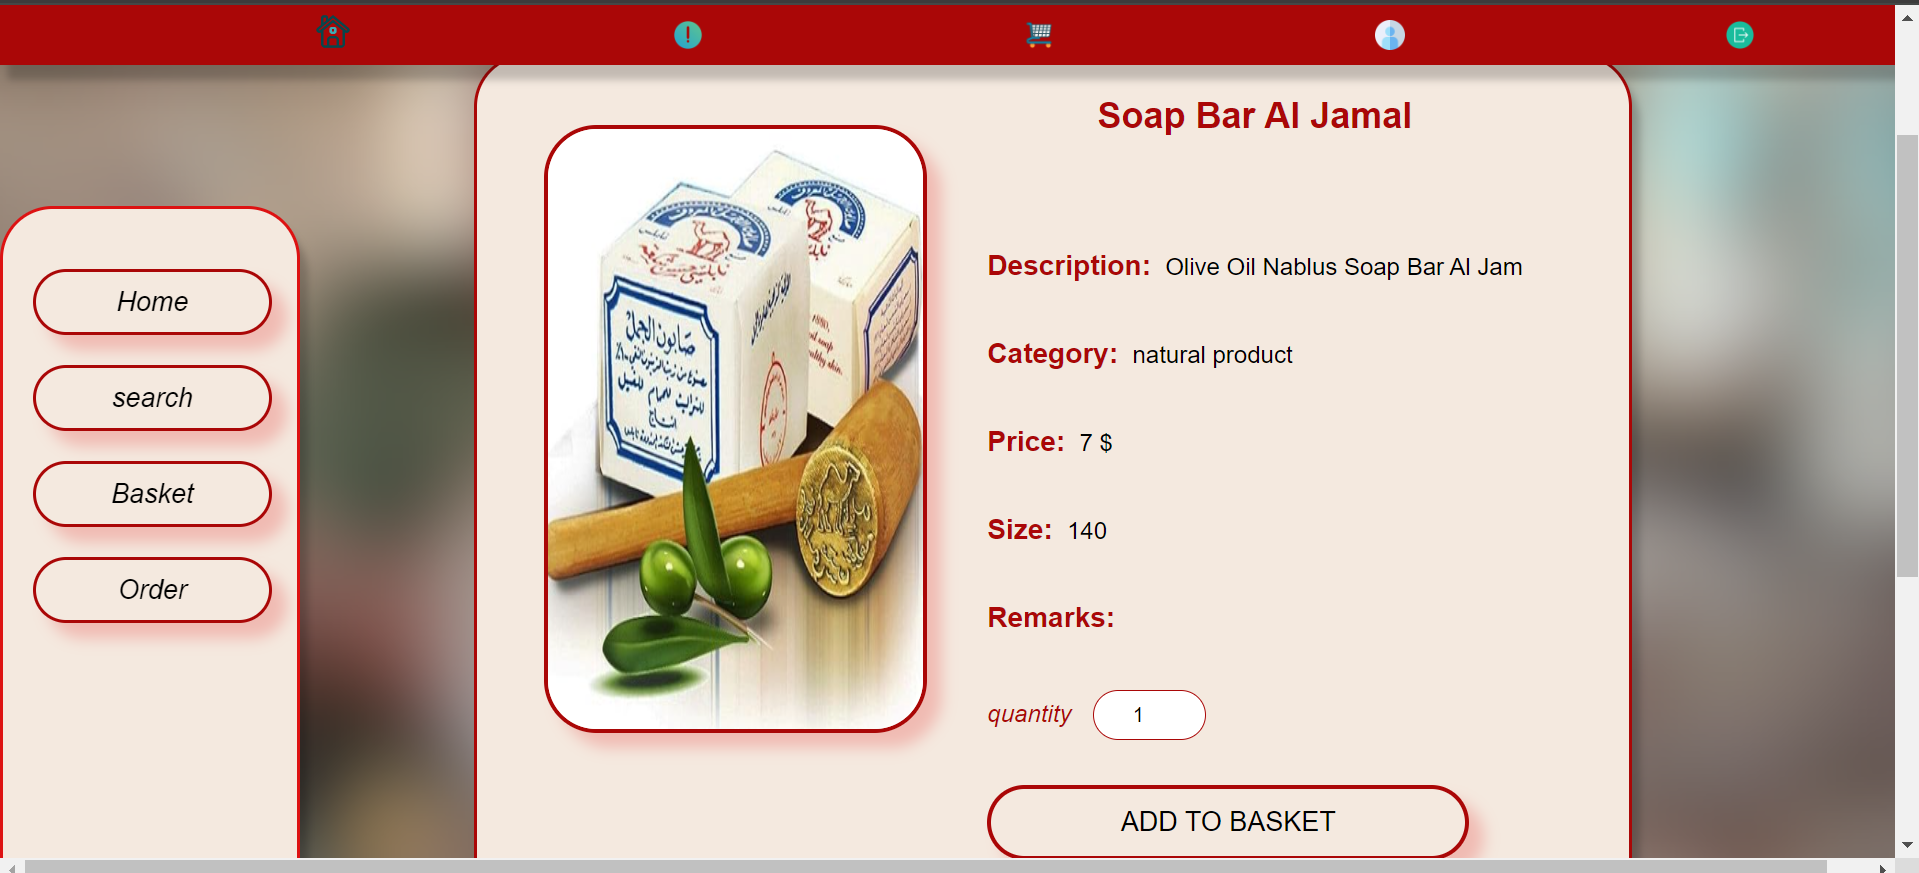 Soap Bar Al Jamal
Home
search
Basket
Order
صابون الجمل
Description: Olive Oil Nablus Soap Bar Al Jam
Category: natural product
Price: 7 $
Size: 140
Remarks:
quantity 1
ADD TO BASKET